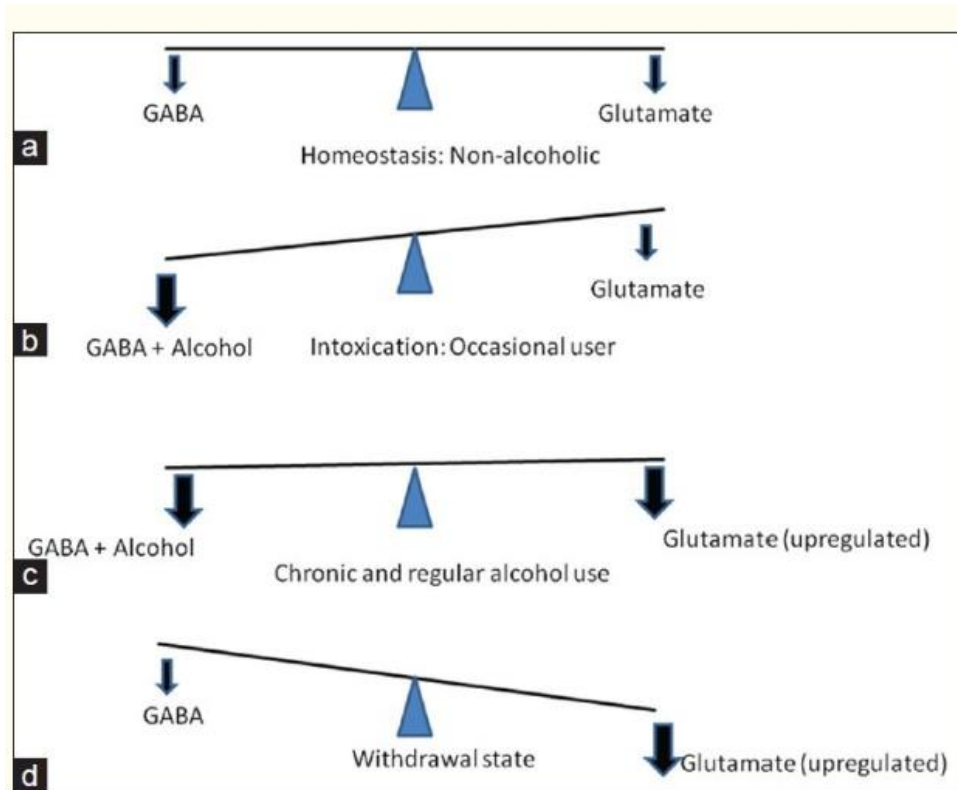 GABA
Glutamate
a
Homeostasis: Non-alcoholic
Glutamate
b
GABA + Alcohol
Intoxication: Occasional user
GABA + Alcohol
Glutamate (upregulated)
c
Chronic and regular alcohol use
GABA
Withdrawal state
Glutamate (upregulated)
d